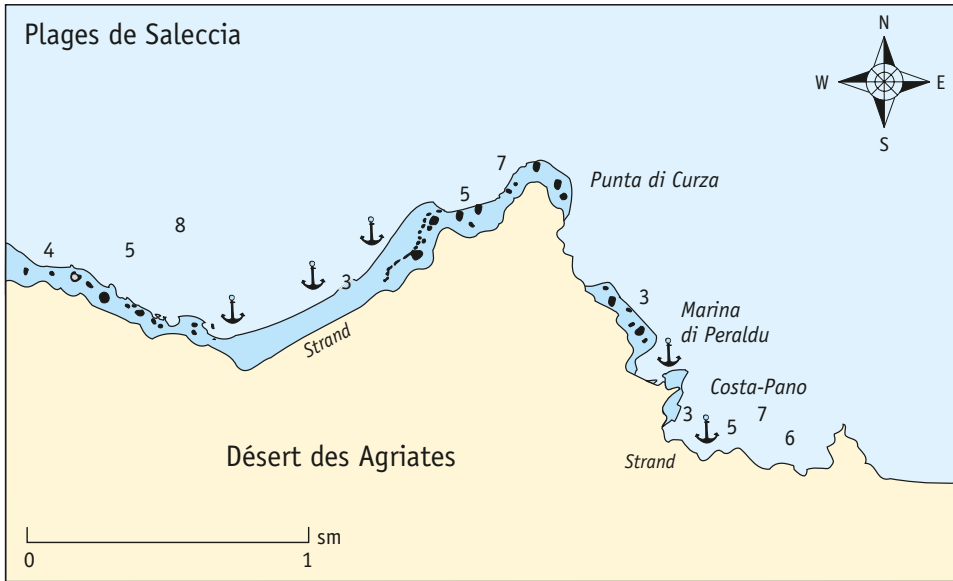 Plages de Saleccia
N
W E
S
7
Punta di Curza
5
8
4 5
3
3
Marina
di Peraldu
Strand
Costa-Pano
3 7
5
6
Désert des Agriates
Strand
sm
0 1